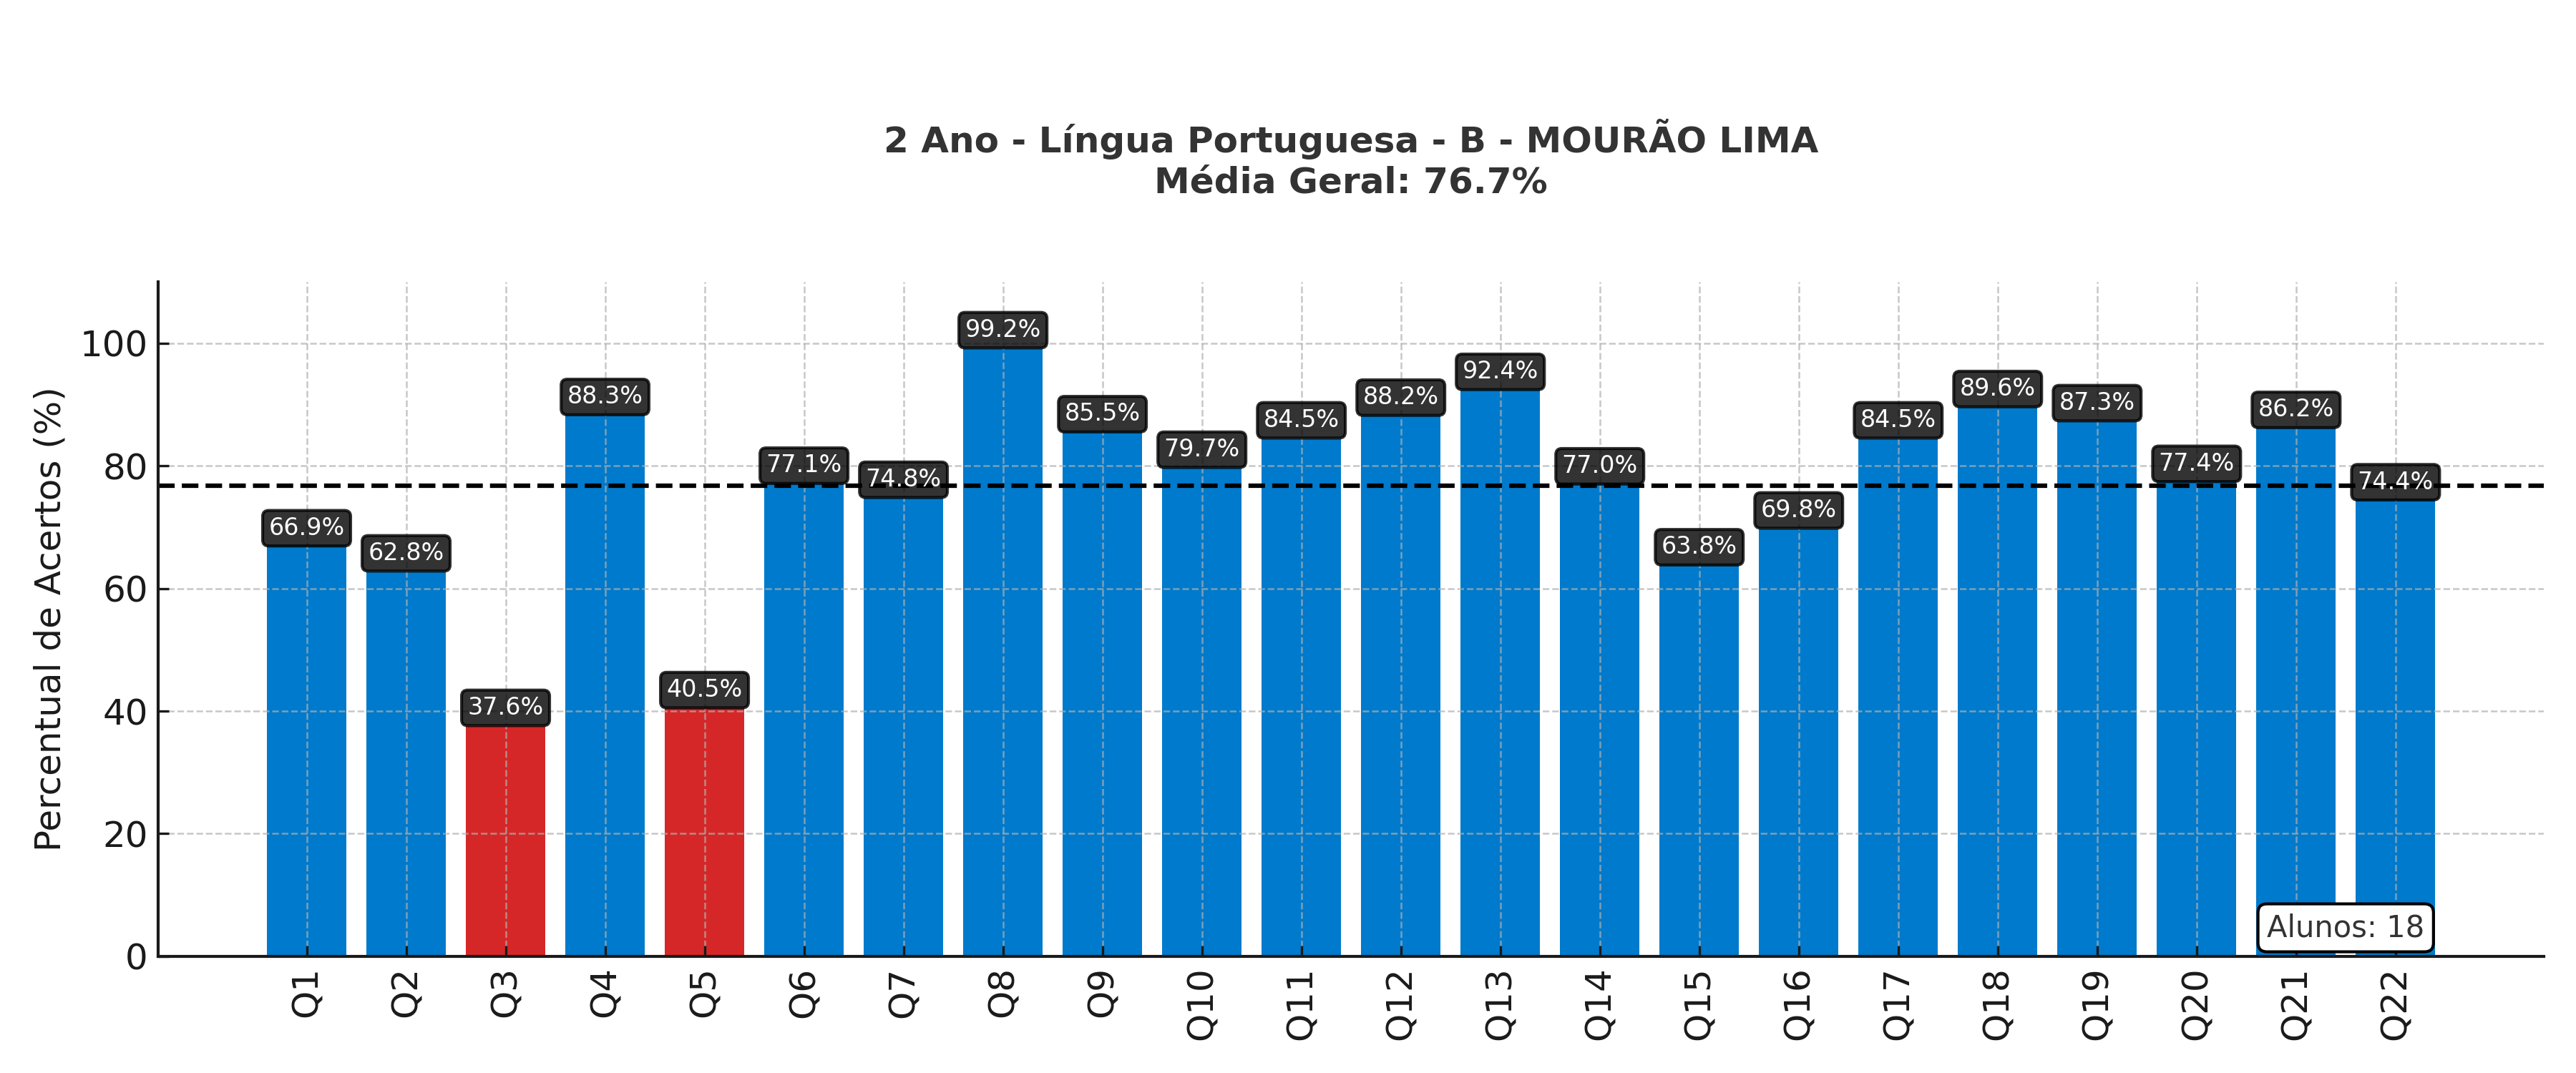 2 Ano - Língua Portuguesa - B - MOURÃO LIMA
Média Geral: 76.7%
Percentual de Acertos (%)
100
80
60
40
20
0
66.9%
62.8%
37.6%
88.3%
40.5%
77.1%
74.8%
99.2%
85.5%
79.7%
84.5%
88.2%
92.4%
77.0%
63.8%
69.8%
84.5%
89.6%
87.3%
77.4%
86.2%
74.4%
Alunos: 18
Q1
Q2
Q3
Q4
Q5
Q6
Q7
Q8
Q9
Q10
Q11
Q12
Q13
Q14
Q15
Q16
Q17
Q18
Q19
Q20
Q21
Q22